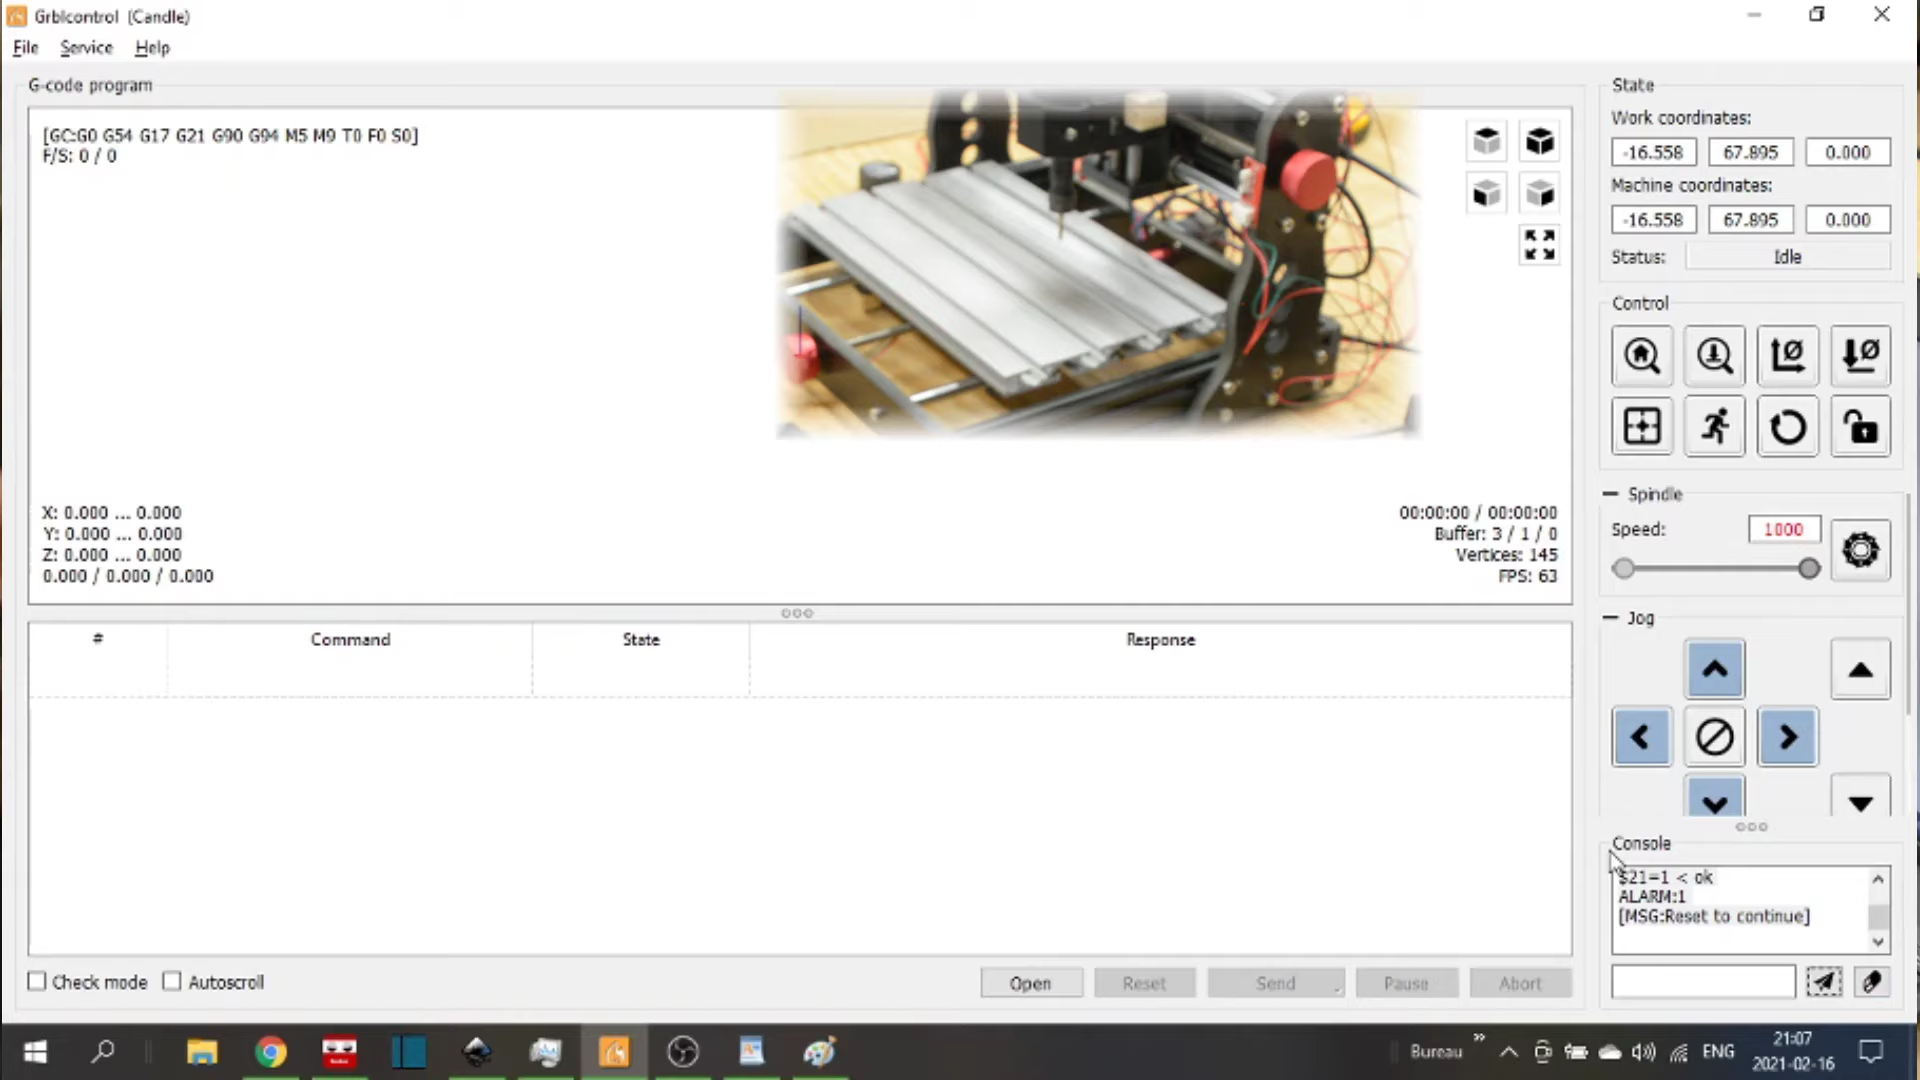 Grblcontrol (Candle)
File Service Help
G-code program
[GC:G0 G54 G17 G21 G90 G94 M5 M9 T0 F0 S0]
F/S: 0 / 0
X: 0.000 ... 0.000
Y: 0.000 ... 0.000
Z: 0.000 ... 0.000
0.000 / 0.000 / 0.000
00:00:00 / 00:00:00
Buffer: 3 / 1 / 0
Vertices: 145
FPS: 63
# Command State Response
Check mode Autoscroll Open Reset Send Pause Abort
State
Work coordinates:
-16.558 67.895 0.000
Machine coordinates:
-16.558 67.895 0.000
Status: Idle
Control
Spindle
Speed: 1000
Jog
Console
$21=1 < ok
ALARM:1
[MSG:Reset to continue]
Bureau » ENG
21:07
2021-02-16